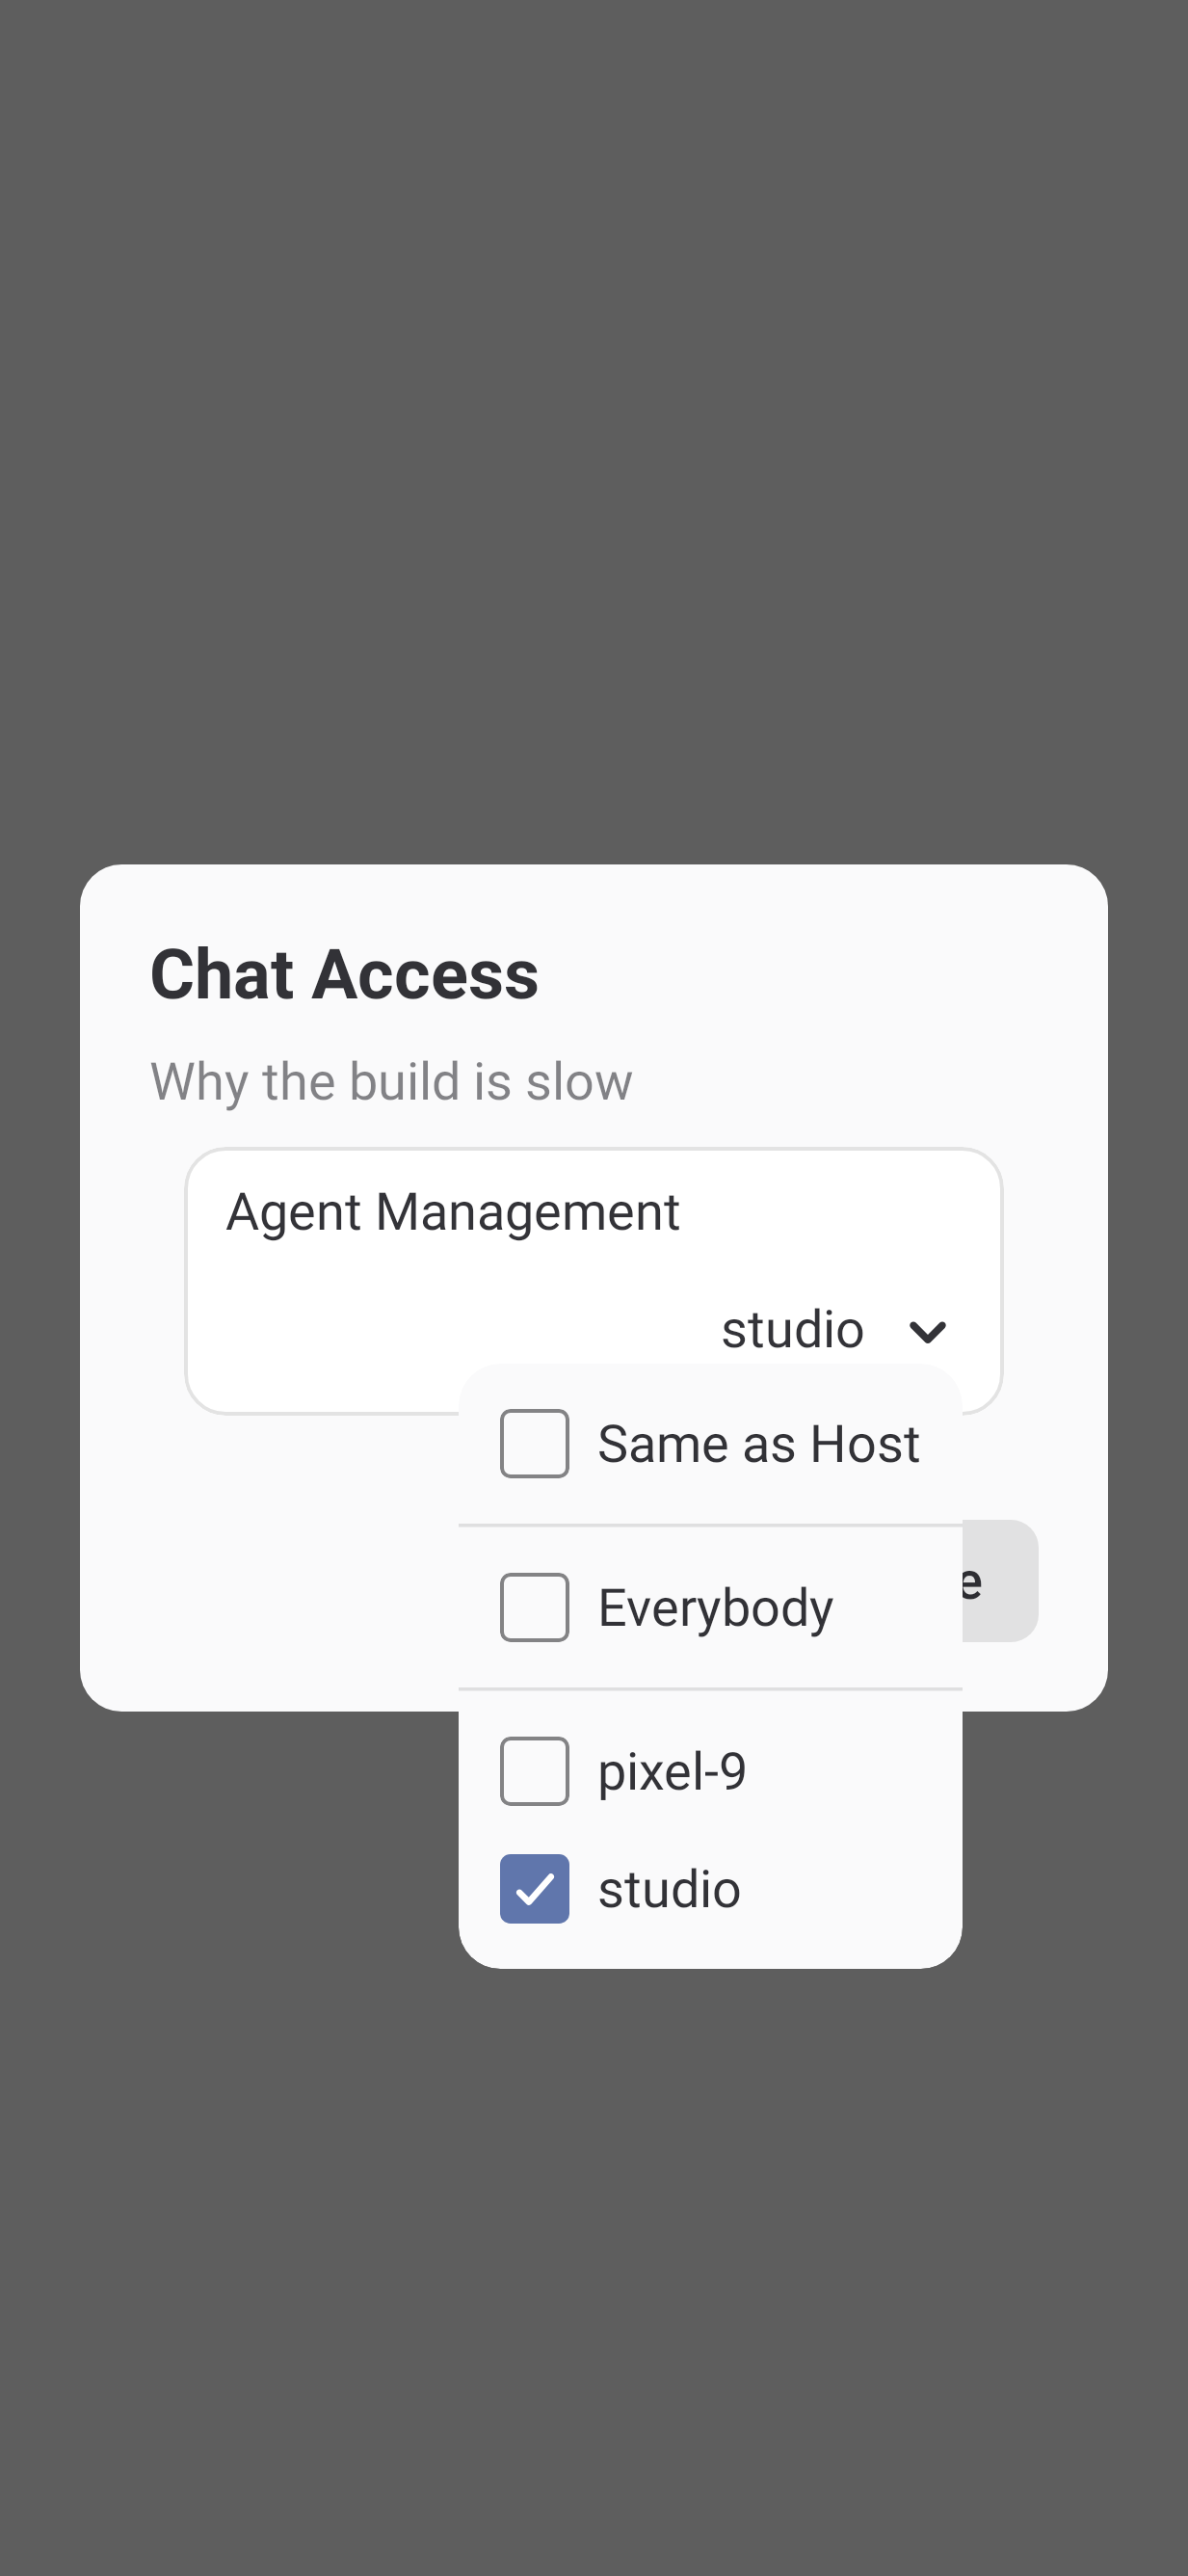 Chat Access
Why the build is slow
Agent Management
studio
Same as Host
Everybody
pixel-9
studio